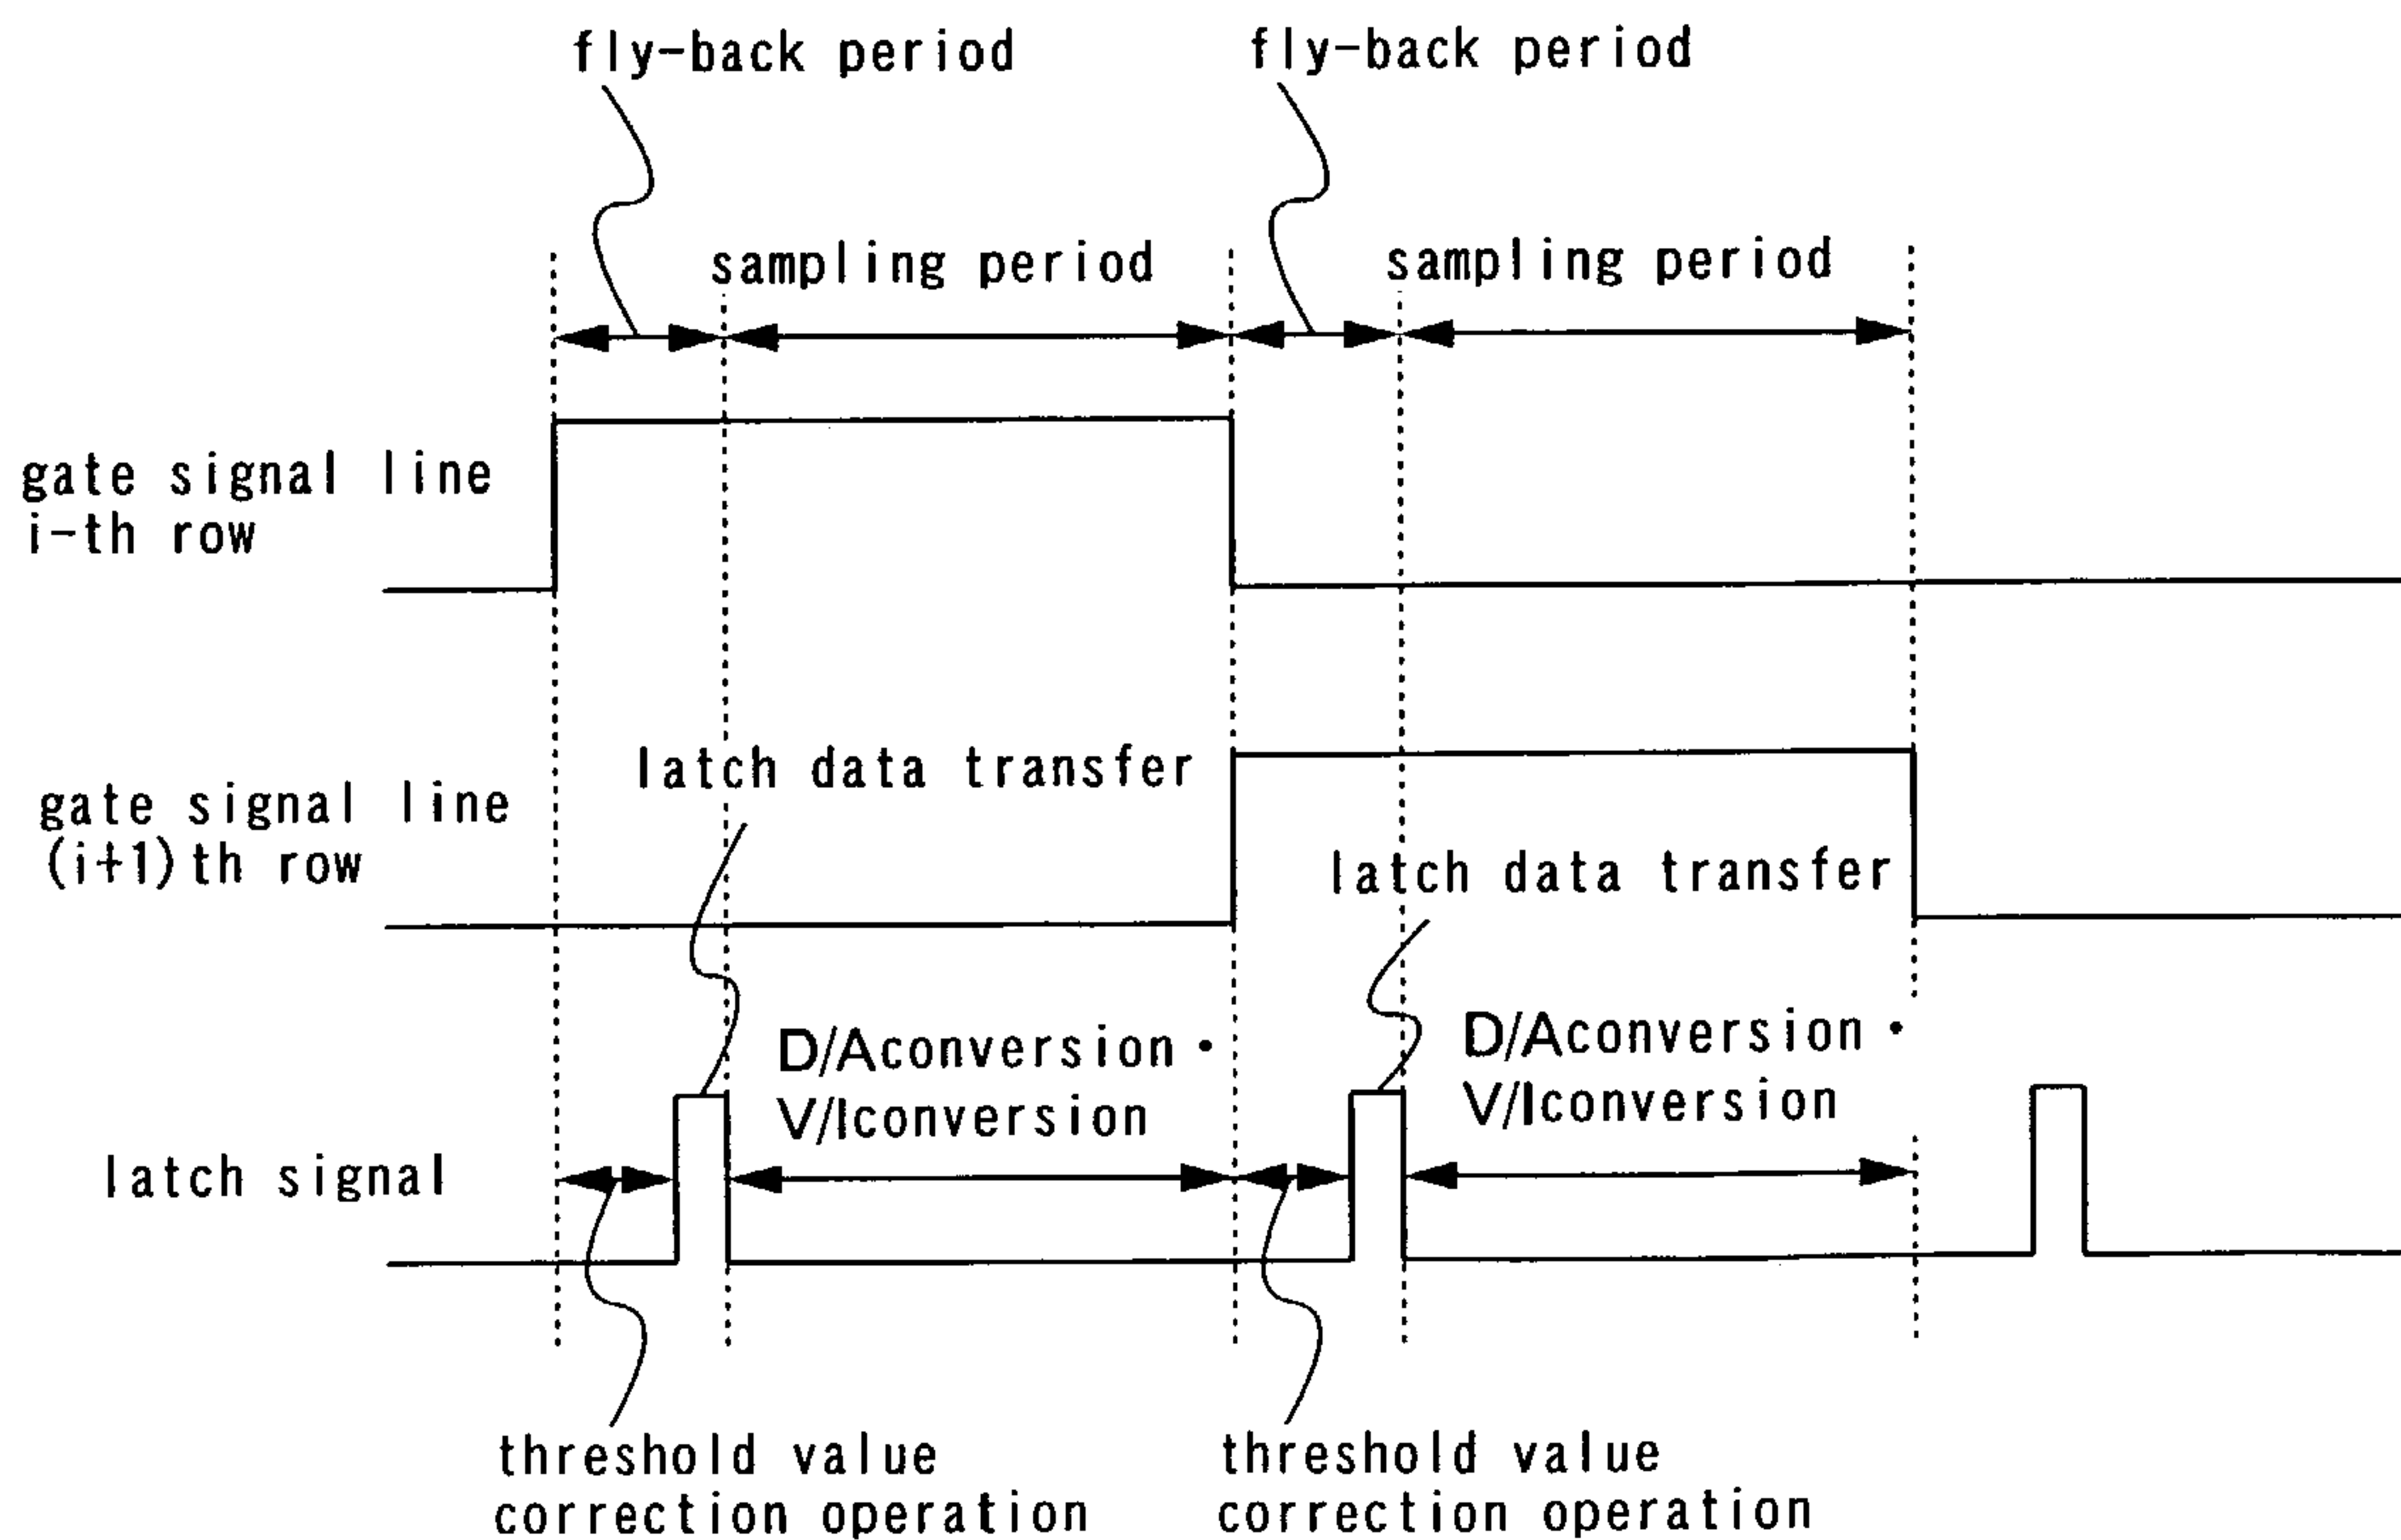 fly-back period
fly-back period
sampling period
sampling period
gate signal line
i-th row
latch data transfer
gate signal line
(i+1)th row
latch data transfer
D/Aconversion •
V/Iconversion
D/Aconversion •
V/Iconversion
latch signal
threshold value
correction operation
threshold value
correction operation